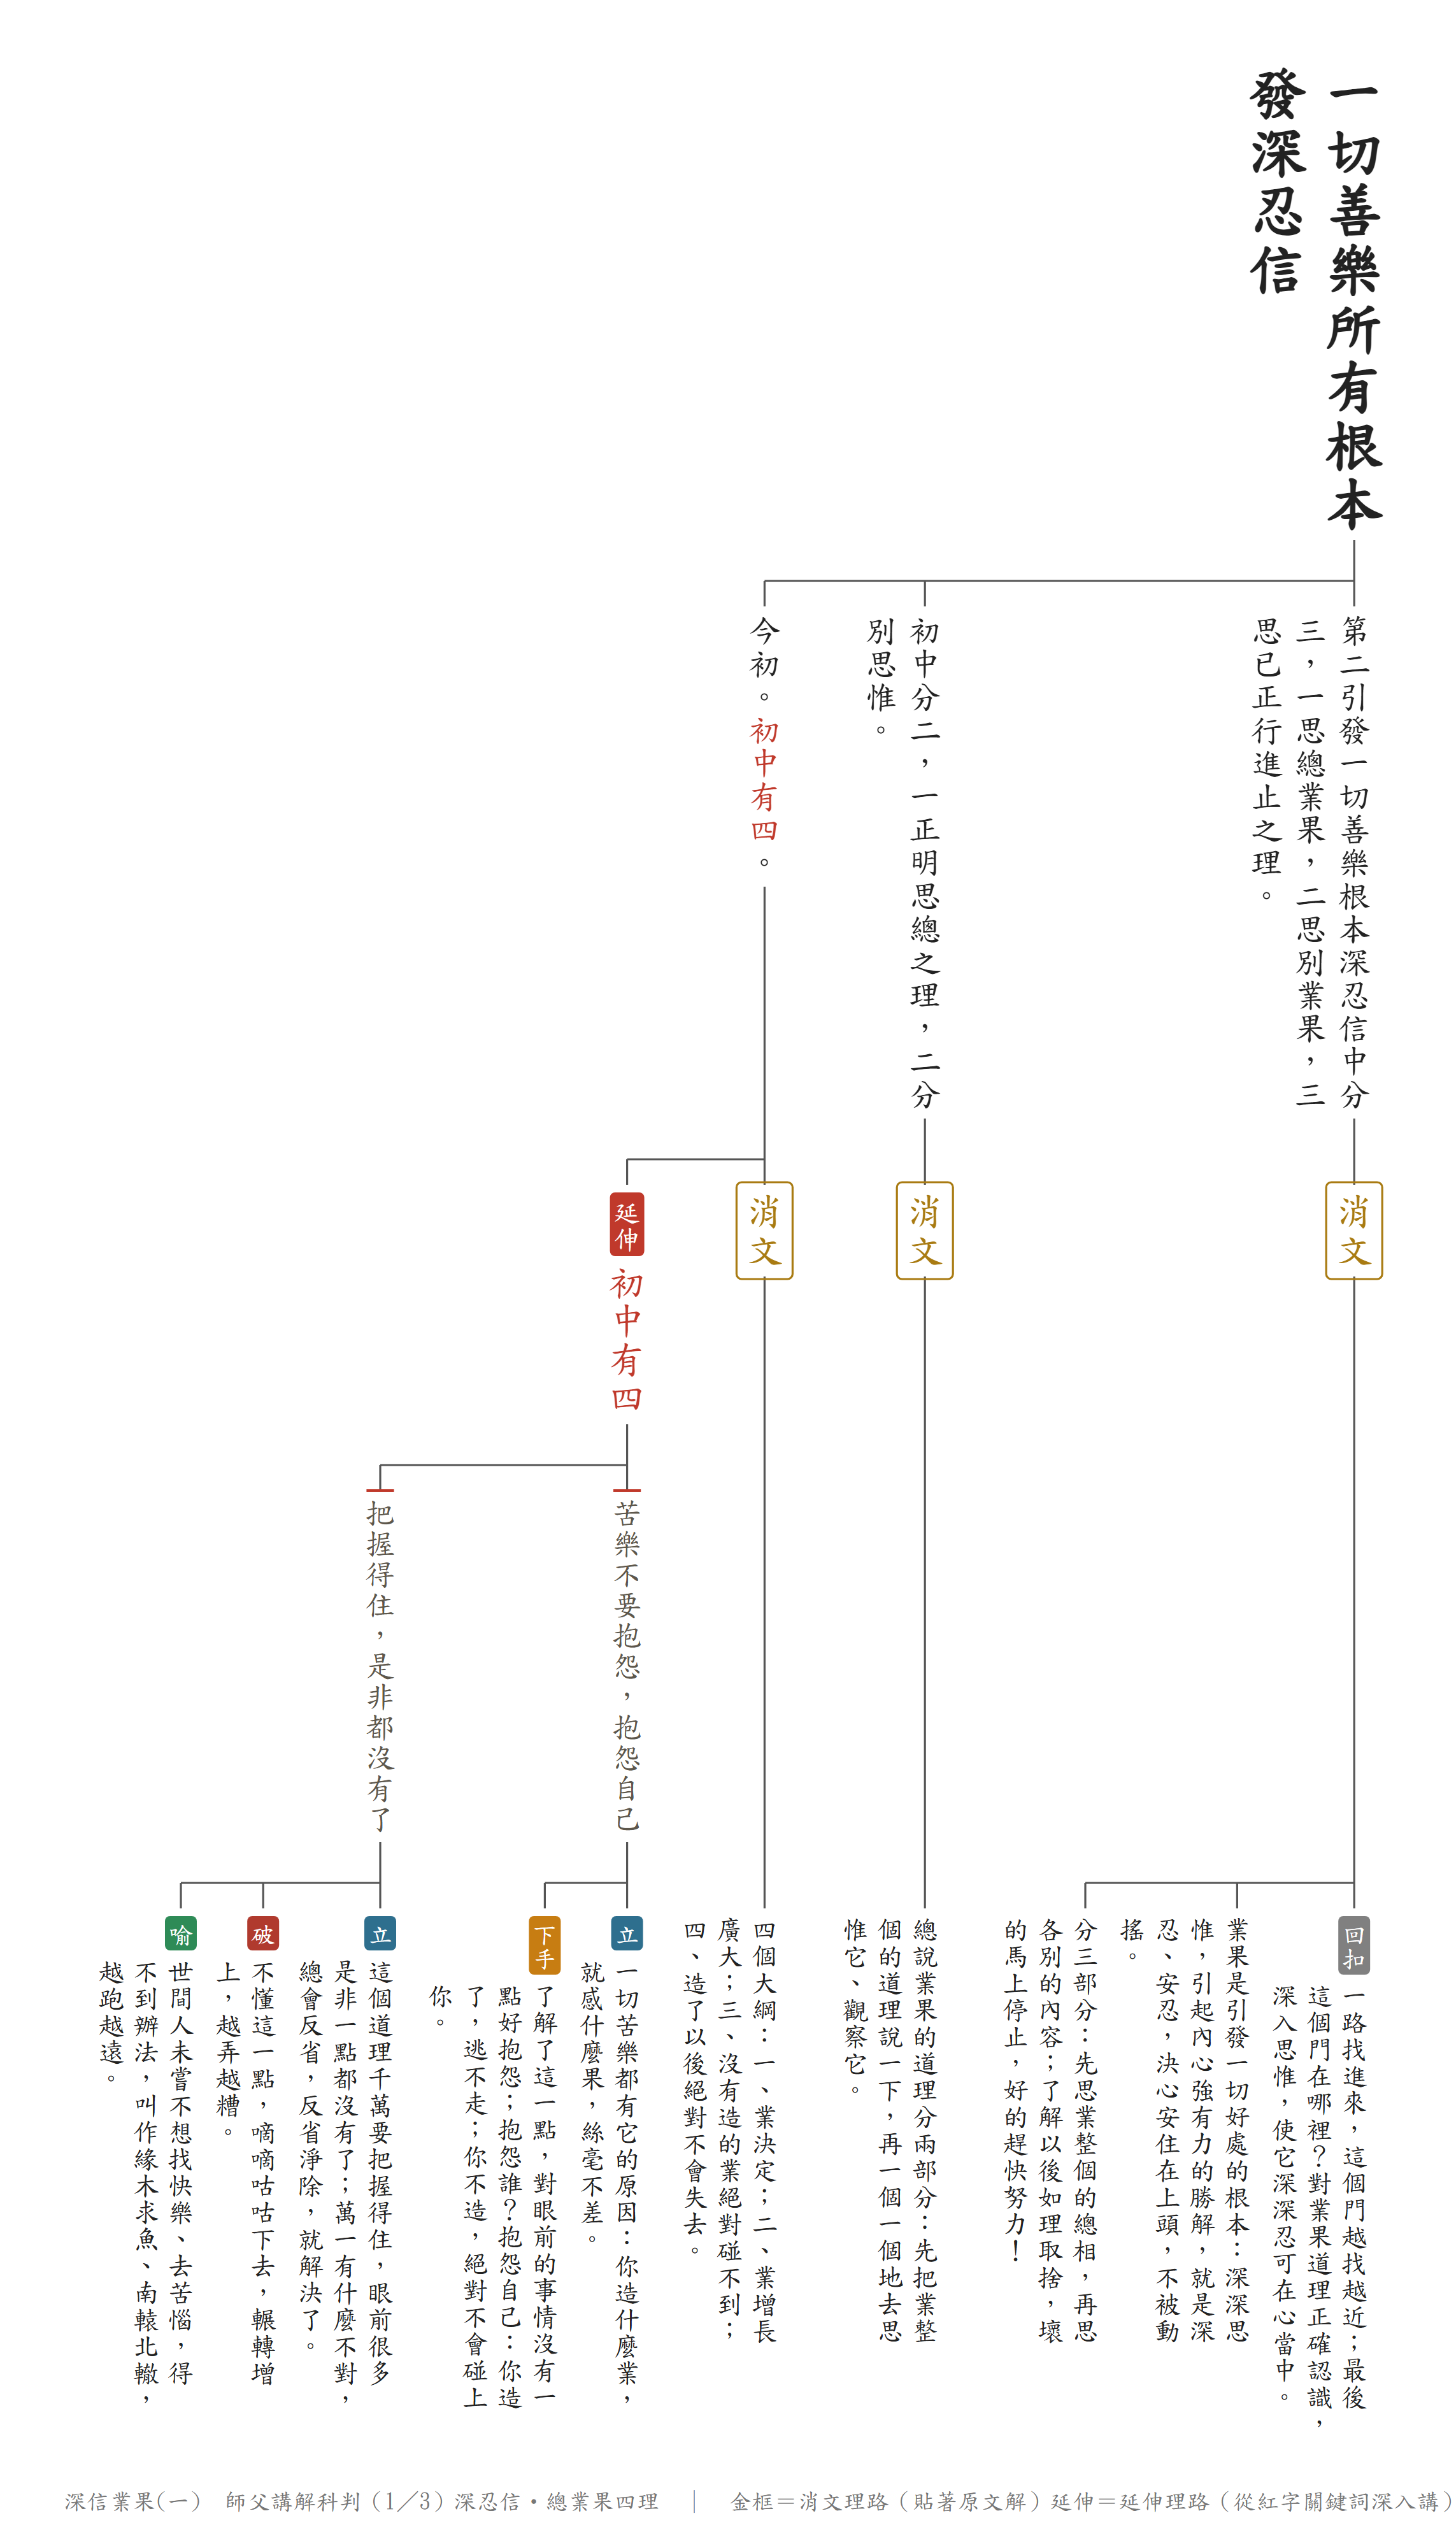 一切善樂所有根本
發深忍信
第二引發一切善樂根本深忍信中分
三，一思總業果，二思別業果，三
思已正行進止之理。
初中分二，一正明思總之理，二分
別思惟。
今初。初中有四。
消文
消文
消文
延伸
初中有四
苦樂不要抱怨，抱怨自己
把握得住，是非都沒有了
回扣
一路找進來，這個門越找越近；最後
這個門在哪裡？對業果道理正確認識，
深入思惟，使它深深忍可在心當中。
業果是引發一切好處的根本：深深思
惟，引起內心強有力的勝解，就是深
忍、安忍，決心安住在上頭，不被動
搖。
分三部分：先思業整個的總相，再思
各別的內容；了解以後如理取捨，壞
的馬上停止，好的趕快努力！
總說業果的道理分兩部分：先把業整
個的道理說一下，再一個一個地去思
惟它、觀察它。
四個大綱：一、業決定；二、業增長
廣大；三、沒有造的業絕對碰不到；
四、造了以後絕對不會失去。
立
一切苦樂都有它的原因：你造什麼業，
就感什麼果，絲毫不差。
下手
了解了這一點，對眼前的事情沒有一
點好抱怨；抱怨誰？抱怨自己：你造
了，逃不走；你不造，絕對不會碰上
你。
立
這個道理千萬要把握得住，眼前很多
是非一點都沒有了；萬一有什麼不對，
總會反省，反省淨除，就解決了。
破
不懂這一點，嘀嘀咕咕下去，輾轉增
上，越弄越糟。
喻
世間人未嘗不想找快樂、去苦惱，得
不到辦法，叫作緣木求魚、南轅北轍，
越跑越遠。
深信業果(一)　師父講解科判（1／3）深忍信・總業果四理　｜　金框＝消文理路（貼著原文解）延伸＝延伸理路（從紅字關鍵詞深入講）